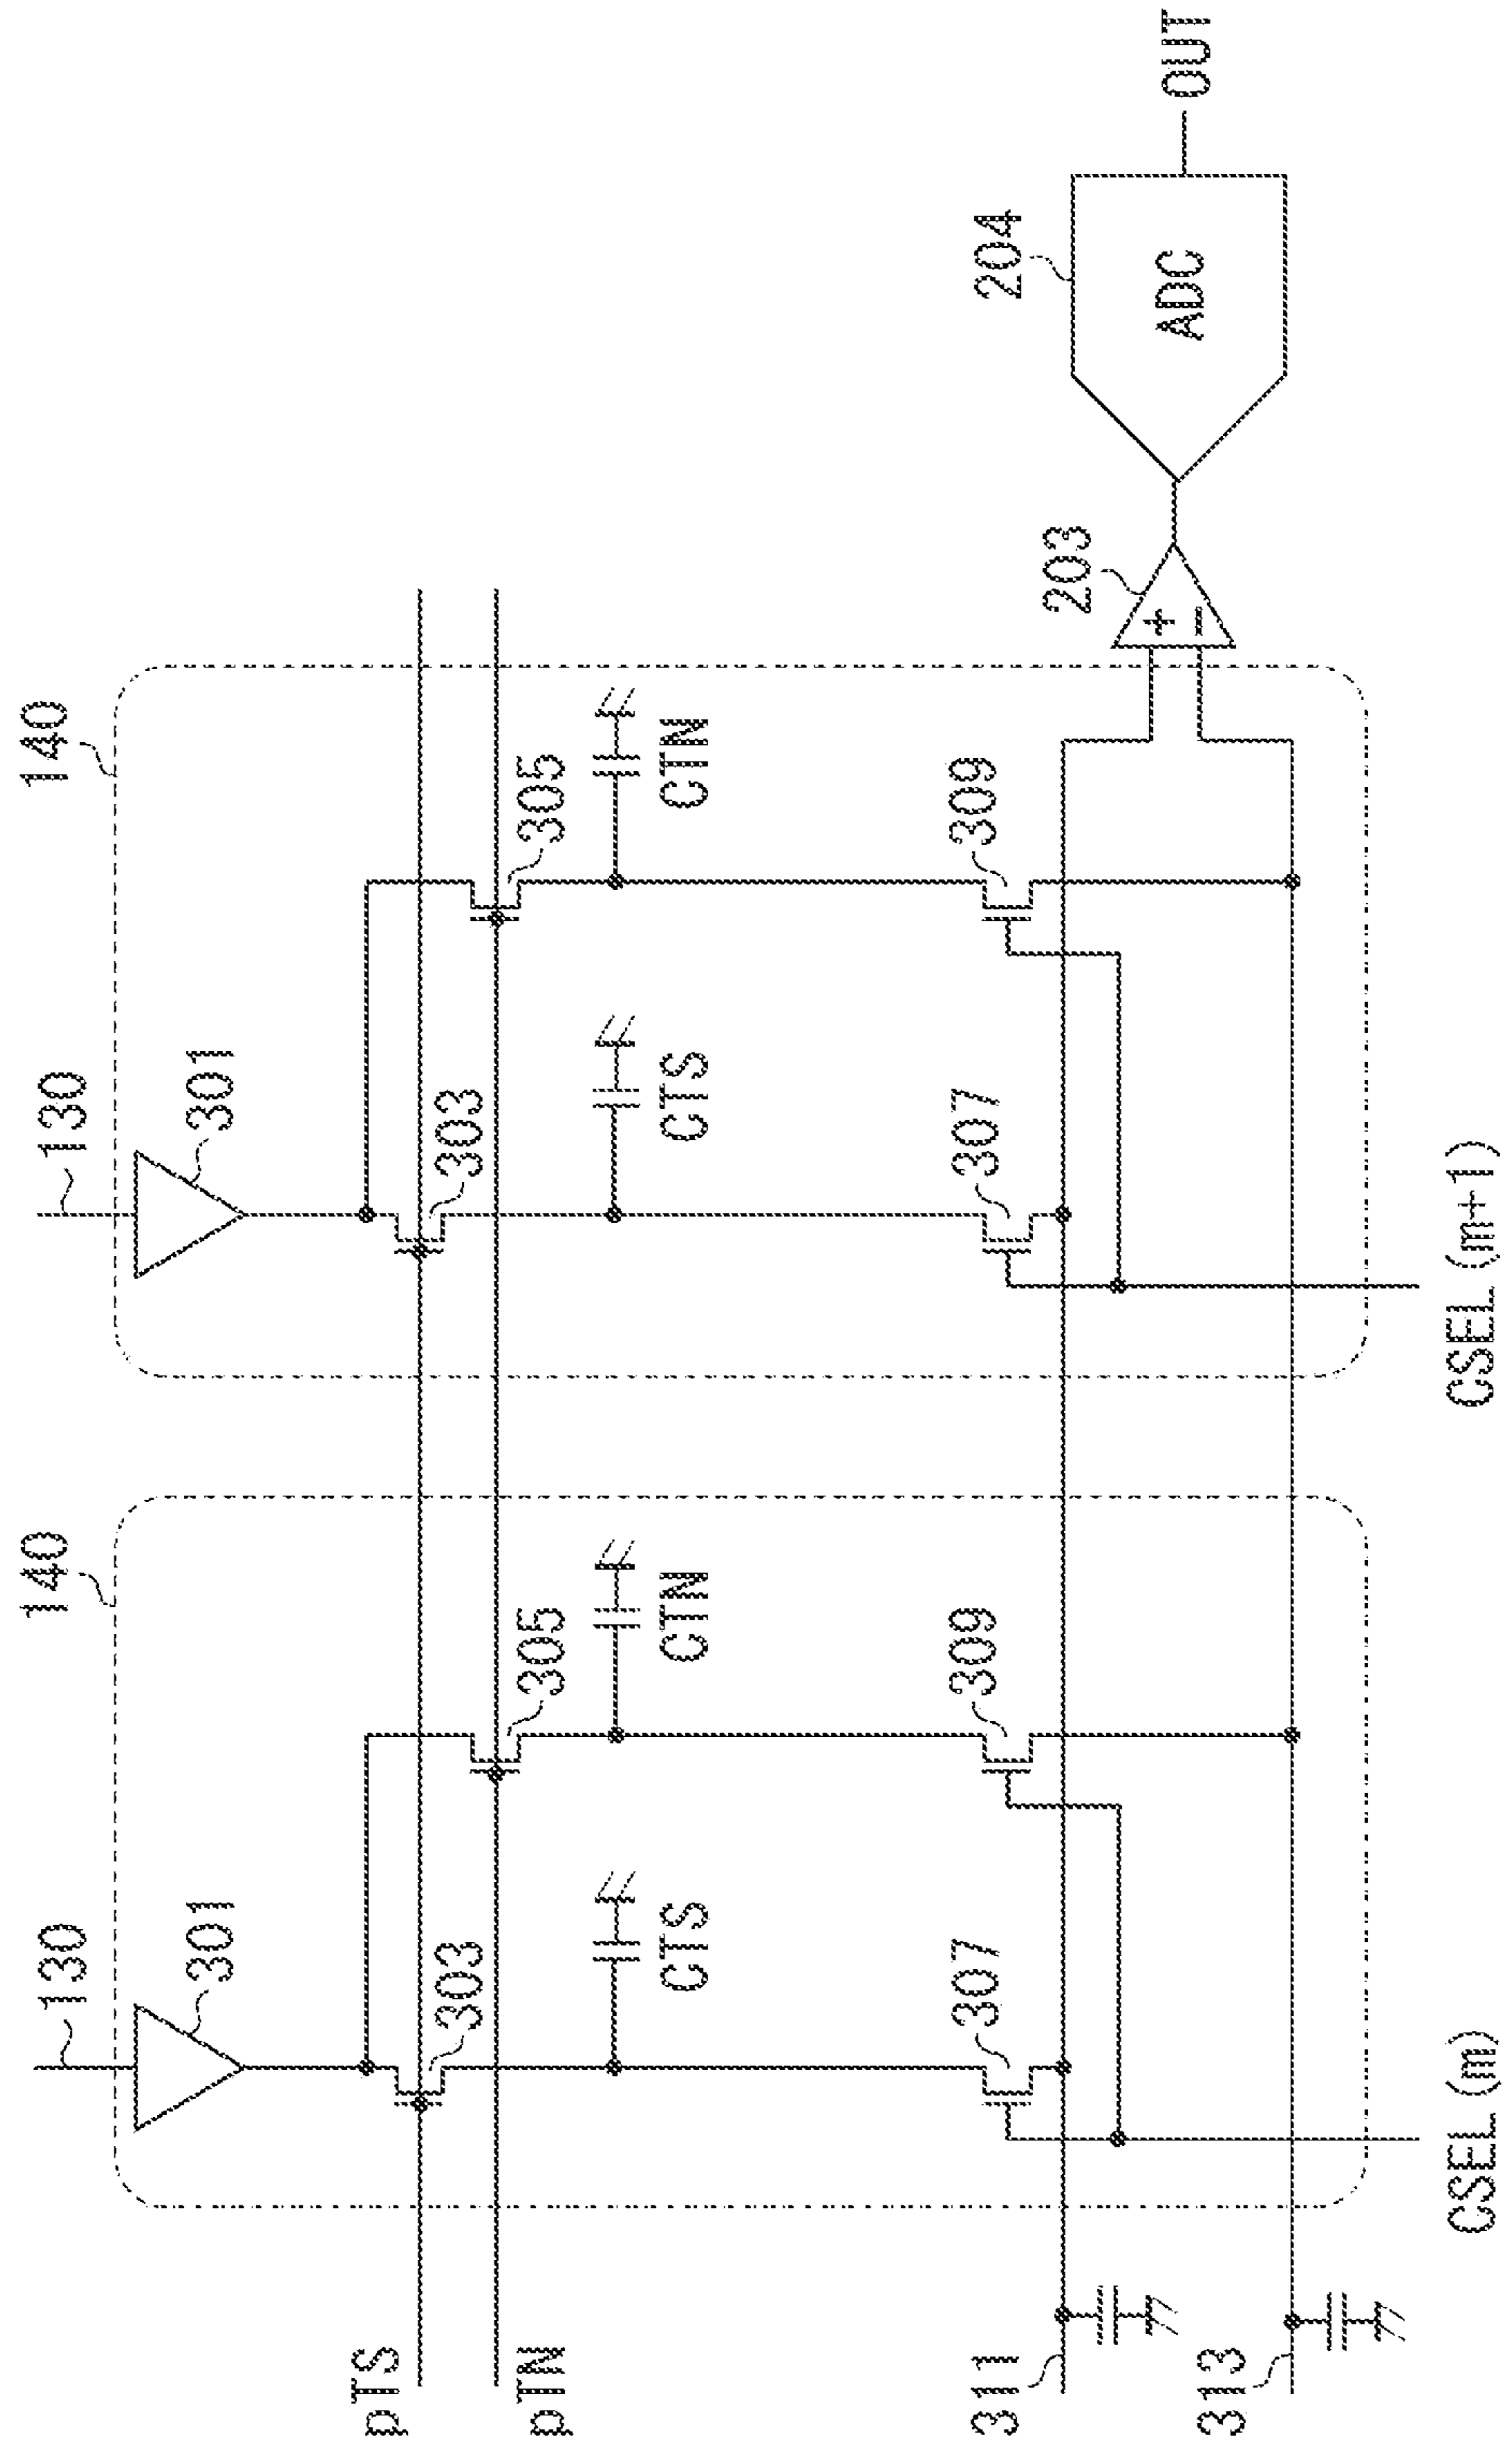 140
130
301
pTS
303
pTN
305
CTS
CTN
307
309
311
313
CSEL (m)
140
130
301
303
305
CTS
CTN
307
309
CSEL (m+1)
203
+
−
204
ADC
OUT